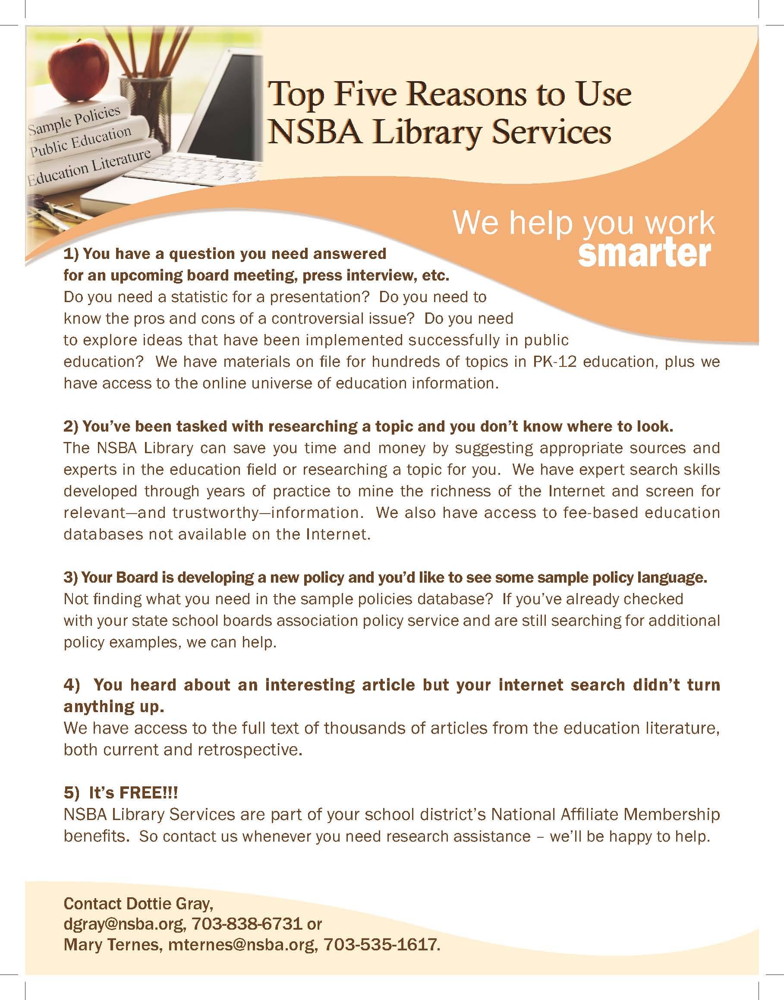 Sample Policies
Public Education
Education Literature
Top Five Reasons to Use
NSBA Library Services
We help you work
smarter
1) You have a question you need answered
for an upcoming board meeting, press interview, etc.
Do you need a statistic for a presentation?  Do you need to
know the pros and cons of a controversial issue?  Do you need
to explore ideas that have been implemented successfully in public
education?  We have materials on file for hundreds of topics in PK-12 education, plus we
have access to the online universe of education information.
2) You’ve been tasked with researching a topic and you don’t know where to look.
The NSBA Library can save you time and money by suggesting appropriate sources and
experts in the education field or researching a topic for you.  We have expert search skills
developed through years of practice to mine the richness of the Internet and screen for
relevant—and trustworthy—information.  We also have access to fee-based education
databases not available on the Internet.
3) Your Board is developing a new policy and you’d like to see some sample policy language.
Not finding what you need in the sample policies database?  If you’ve already checked
with your state school boards association policy service and are still searching for additional
policy examples, we can help.
4)  You heard about an interesting article but your internet search didn’t turn
anything up.
We have access to the full text of thousands of articles from the education literature,
both current and retrospective.
5)  It’s FREE!!!
NSBA Library Services are part of your school district’s National Affiliate Membership
benefits.  So contact us whenever you need research assistance – we’ll be happy to help.
Contact Dottie Gray,
dgray@nsba.org, 703-838-6731 or
Mary Ternes, mternes@nsba.org, 703-535-1617.